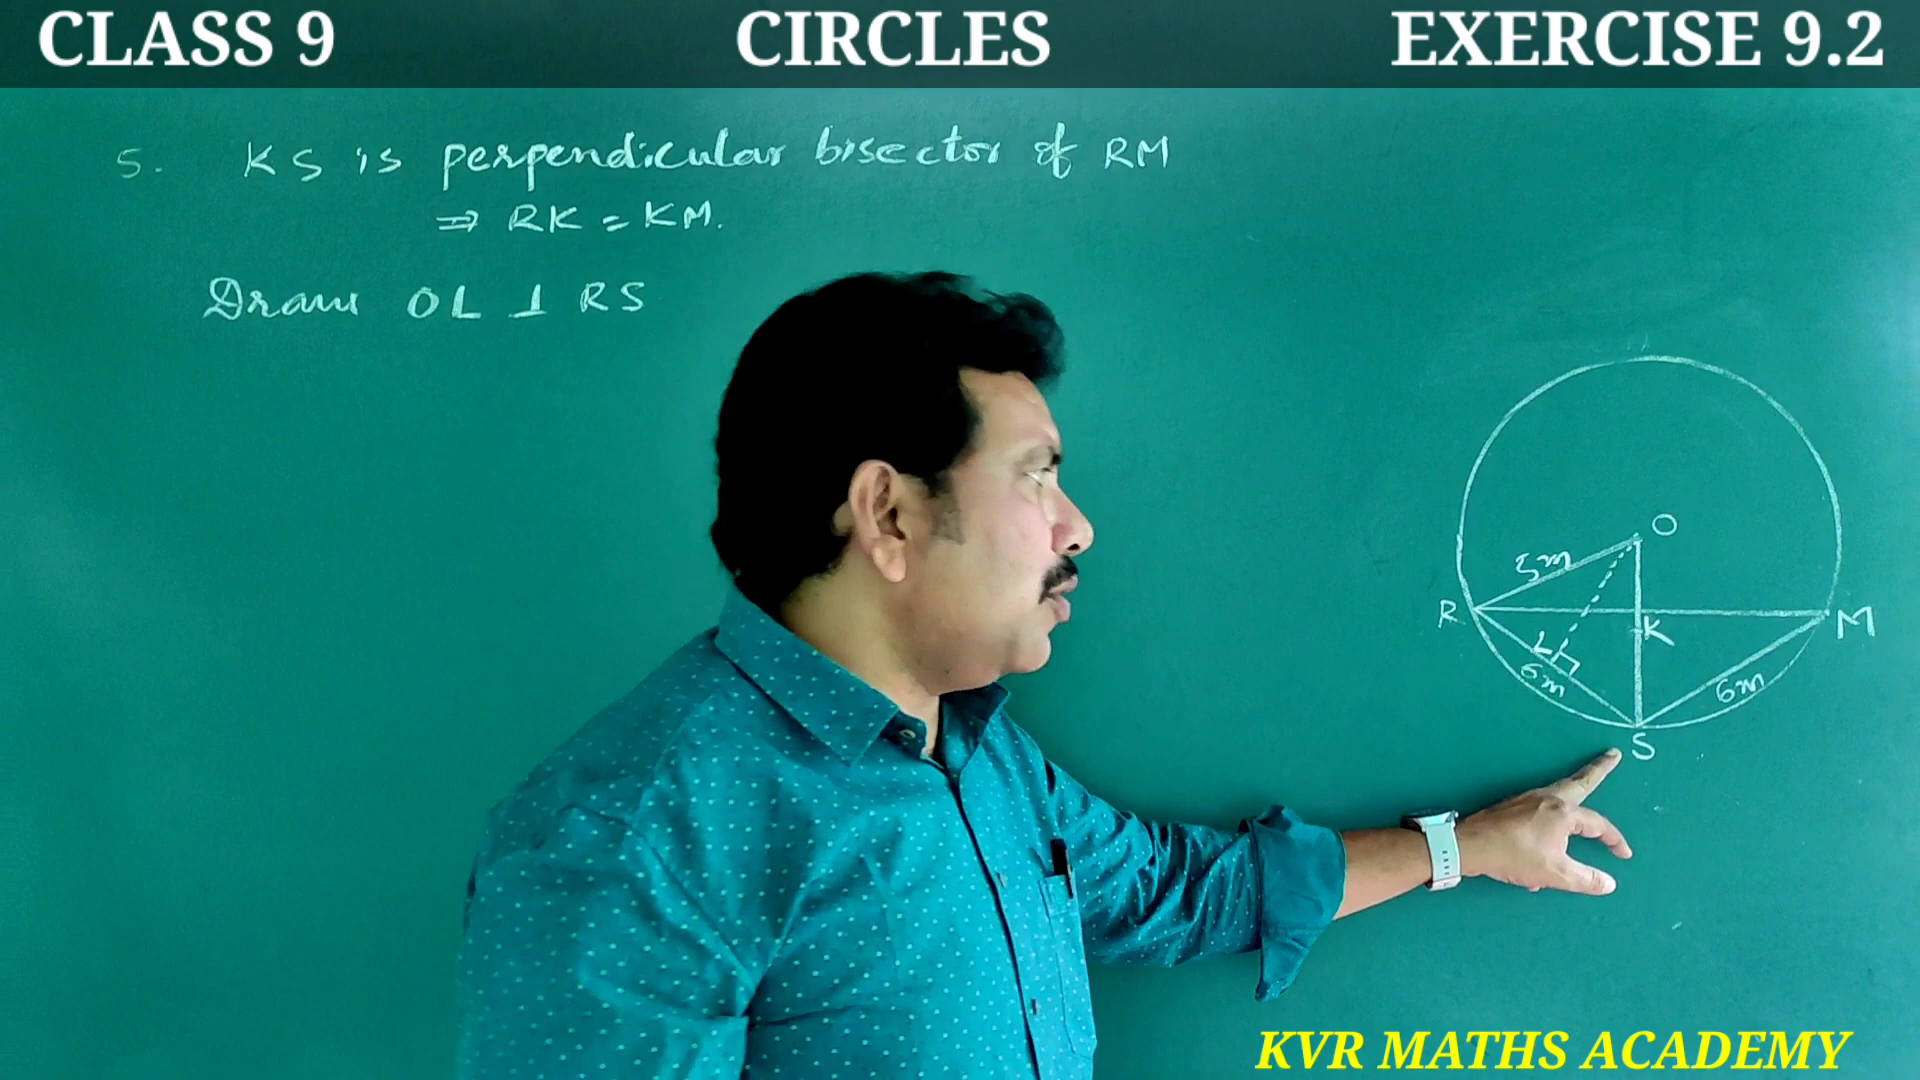 CLASS 9 CIRCLES EXERCISE 9.2
5. KS is perpendicular bisector of RM
⇒ RK = KM.
Draw OL ⊥ RS
O
5m
R K M
L
6m 6m
S
KVR MATHS ACADEMY